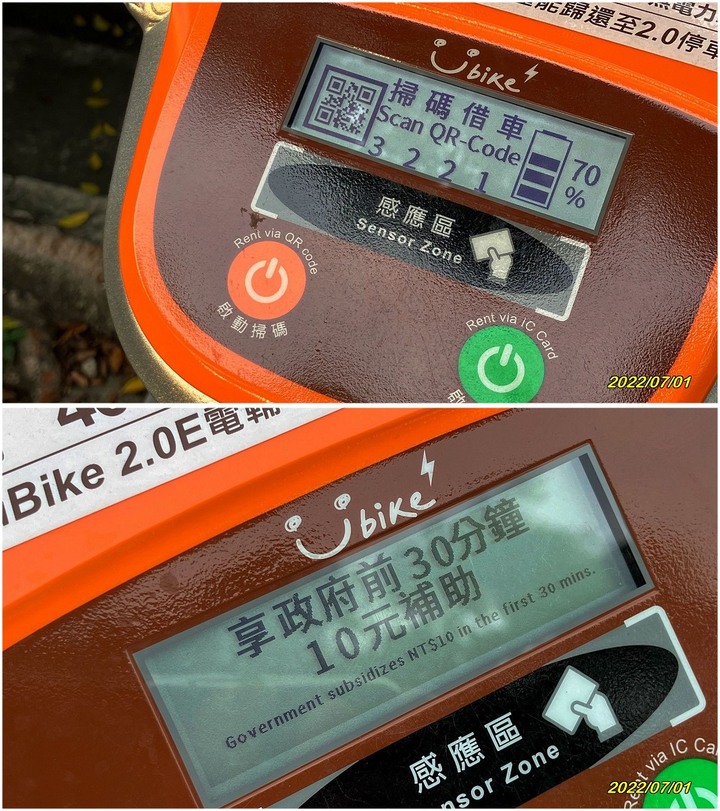 能歸還至2.0停車
Ubike
掃碼借車
Scan QR-Code
3 2 2 1
70
%
感應區
Sensor Zone
Rent via QR code
啟動掃碼
Rent via IC Card
2022/07/01
Bike 2.0E電輔
Ubike
享政府前30分鐘
10元補助
Government subsidizes NT$10 in the first 30 mins.
感應區
nsor Zone
ent via IC Car
2022/07/01